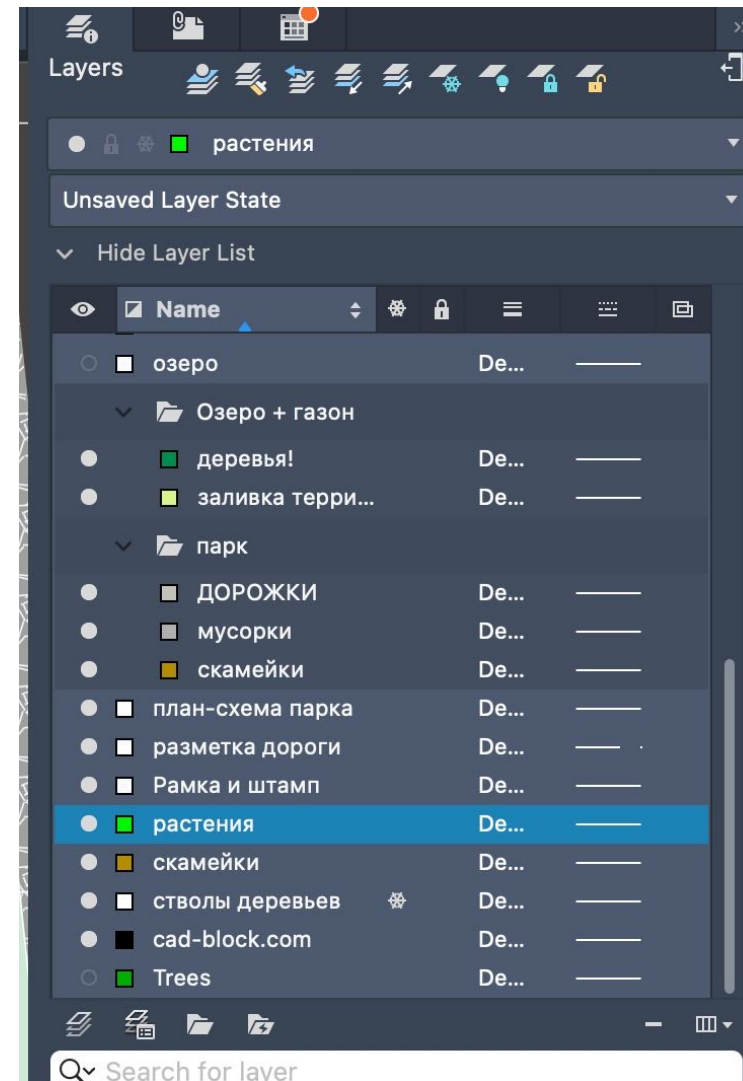 Layers
растения
Unsaved Layer State
Hide Layer List
Name
озеро De...
Озеро + газон
деревья! De...
заливка терри... De...
парк
ДОРОЖКИ De...
мусорки De...
скамейки De...
план-схема парка De...
разметка дороги De...
Рамка и штамп De...
растения De...
скамейки De...
стволы деревьев De...
cad-block.com De...
Trees De...
Search for layer